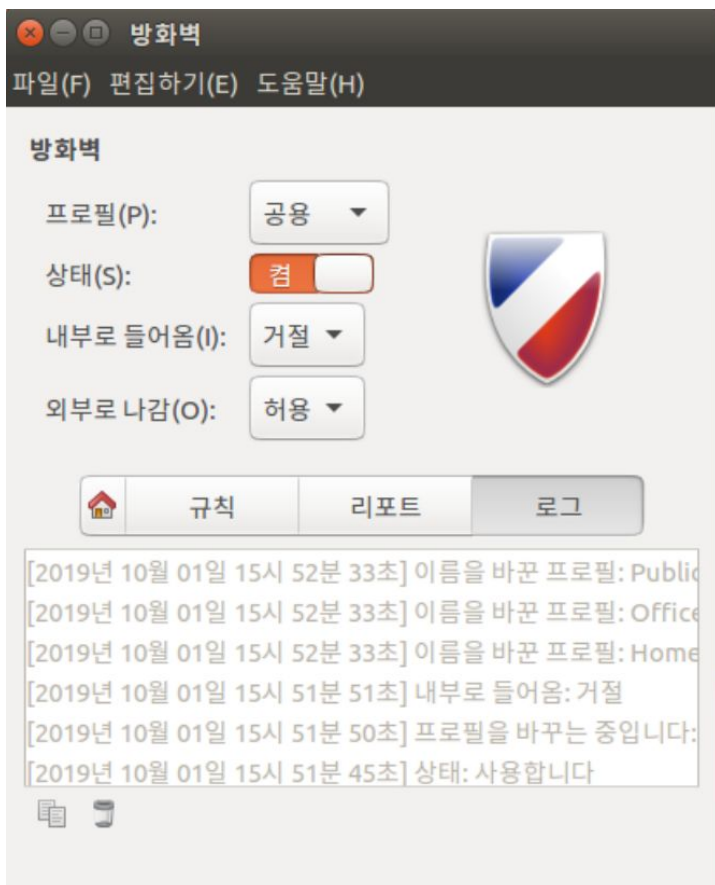 방화벽
파일(F) 편집하기(E) 도움말(H)
방화벽
프로필(P): 공용
상태(S): 켬
내부로 들어옴(I): 거절
외부로 나감(O): 허용
규칙 리포트 로그
[2019년 10월 01일 15시 52분 33초] 이름을 바꾼 프로필: Public
[2019년 10월 01일 15시 52분 33초] 이름을 바꾼 프로필: Office
[2019년 10월 01일 15시 52분 33초] 이름을 바꾼 프로필: Home
[2019년 10월 01일 15시 51분 51초] 내부로 들어옴: 거절
[2019년 10월 01일 15시 51분 50초] 프로필을 바꾸는 중입니다:
[2019년 10월 01일 15시 51분 45초] 상태: 사용합니다